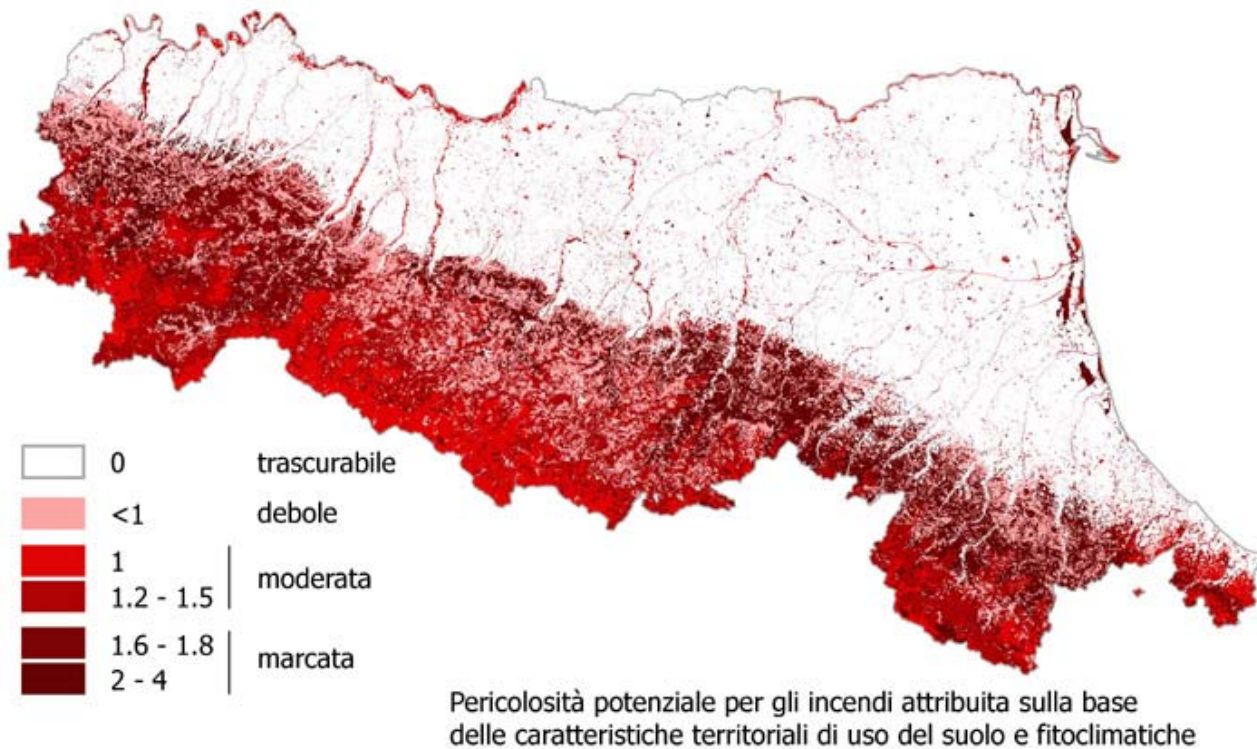 0 trascurabile
<1 debole
1
moderata
1.2 - 1.5
1.6 - 1.8
marcata
2 - 4
Pericolosità potenziale per gli incendi attribuita sulla base
delle caratteristiche territoriali di uso del suolo e fitoclimatiche